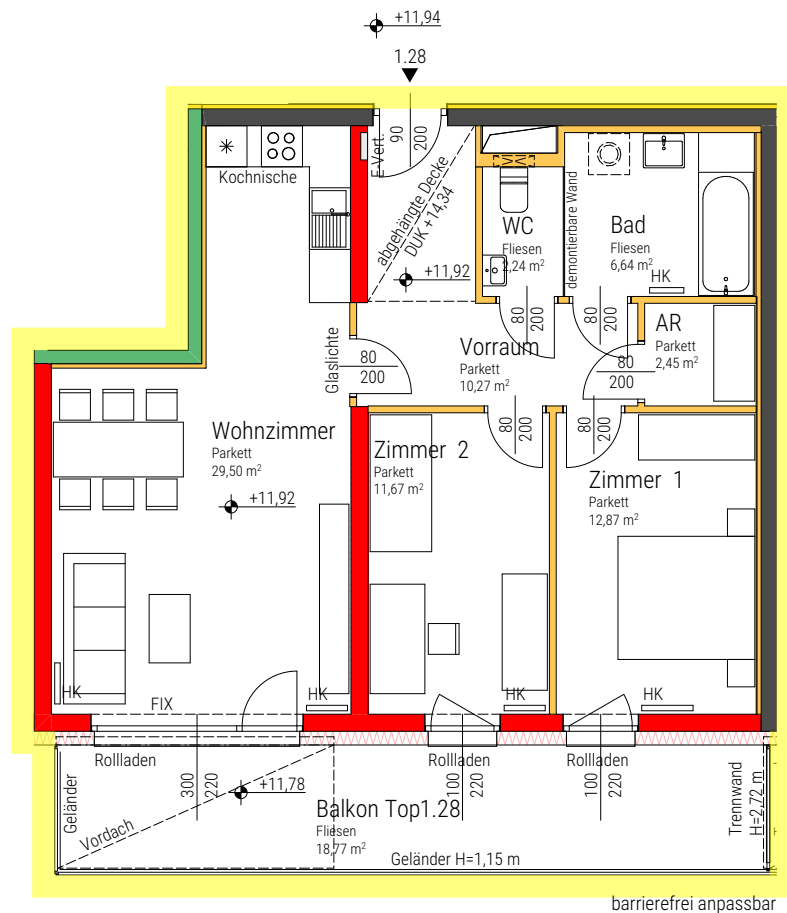 +11,94
1.28
90
200
E-Vert.
Kochnische
abgehängte Decke
DUK +14,34
+11,92
WC
Fliesen
2,24 m²
demontierbare Wand
Bad
Fliesen
6,64 m²
HK
80
200
80
200
AR
Parkett
2,45 m²
80
200
Glaslichte
80
200
Vorraum
Parkett
10,27 m²
80
200
80
200
Wohnzimmer
Parkett
29,50 m²
+11,92
Zimmer 2
Parkett
11,67 m²
Zimmer 1
Parkett
12,87 m²
HK
FIX
HK
HK
HK
Rollladen
Rollladen
Rollladen
300
220
100
220
100
220
Geländer
Vordach
+11,78
Balkon Top1.28
Fliesen
18,77 m²
Geländer H=1,15 m
Trennwand
H=2,72 m
barrierefrei anpassbar